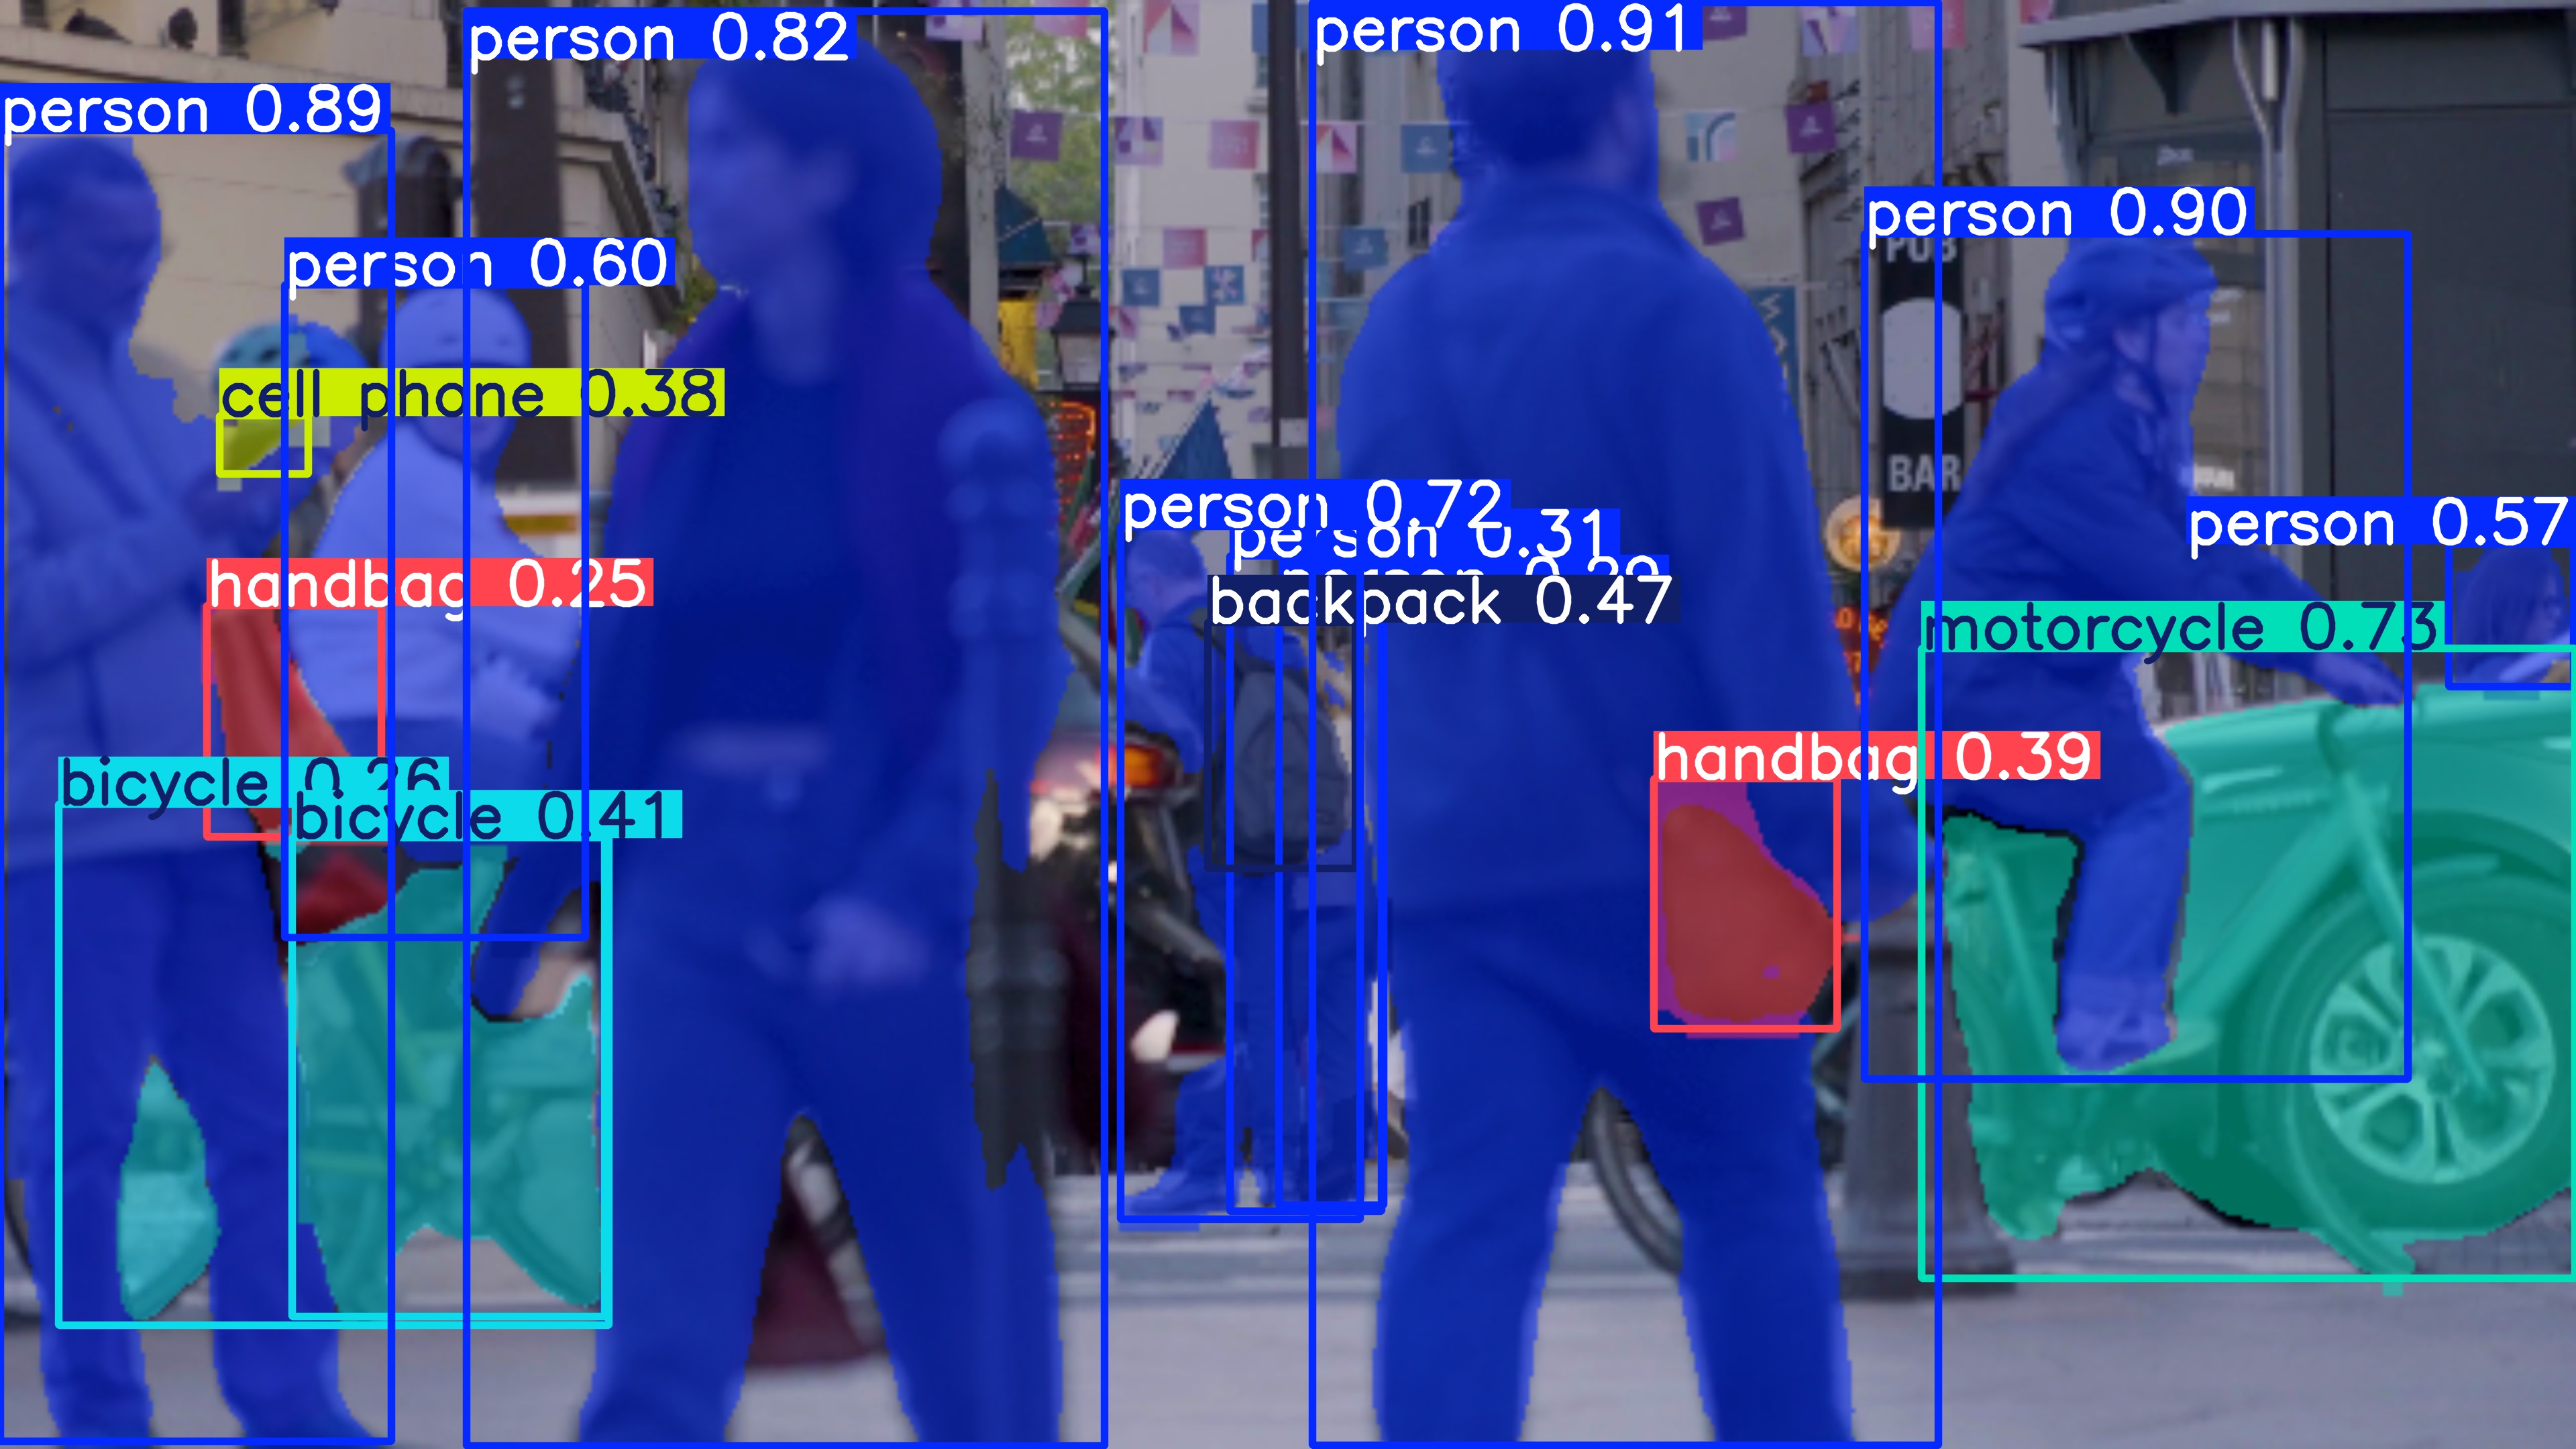 person 0.82
person 0.91
person 0.89
person 0.90
PUB
person 0.60
cell phone 0.38
BAR
person 0.72
person 0.57
person 0.31
handbag 0.25
backpack 0.47
motorcycle 0.73
handbag 0.39
bicycle 0.26
bicycle 0.41